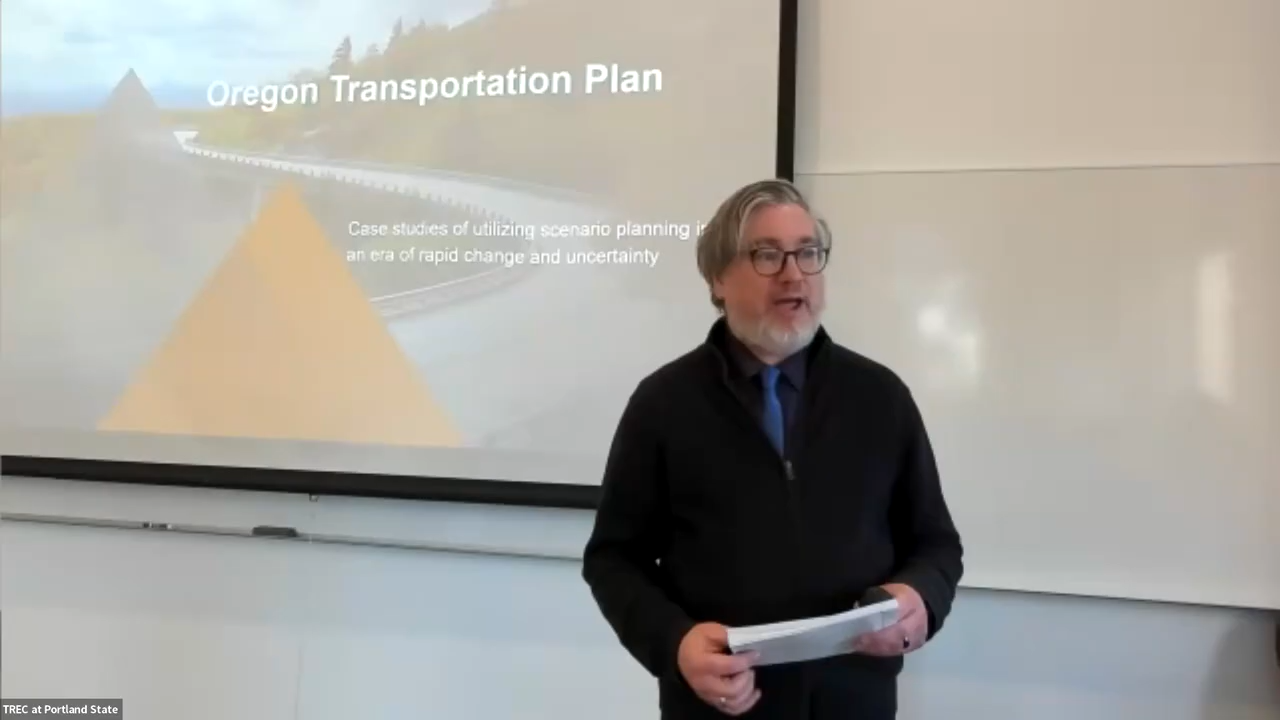 Oregon Transportation Plan
Case studies of utilizing scenario planning in
an era of rapid change and uncertainty
TREC at Portland State